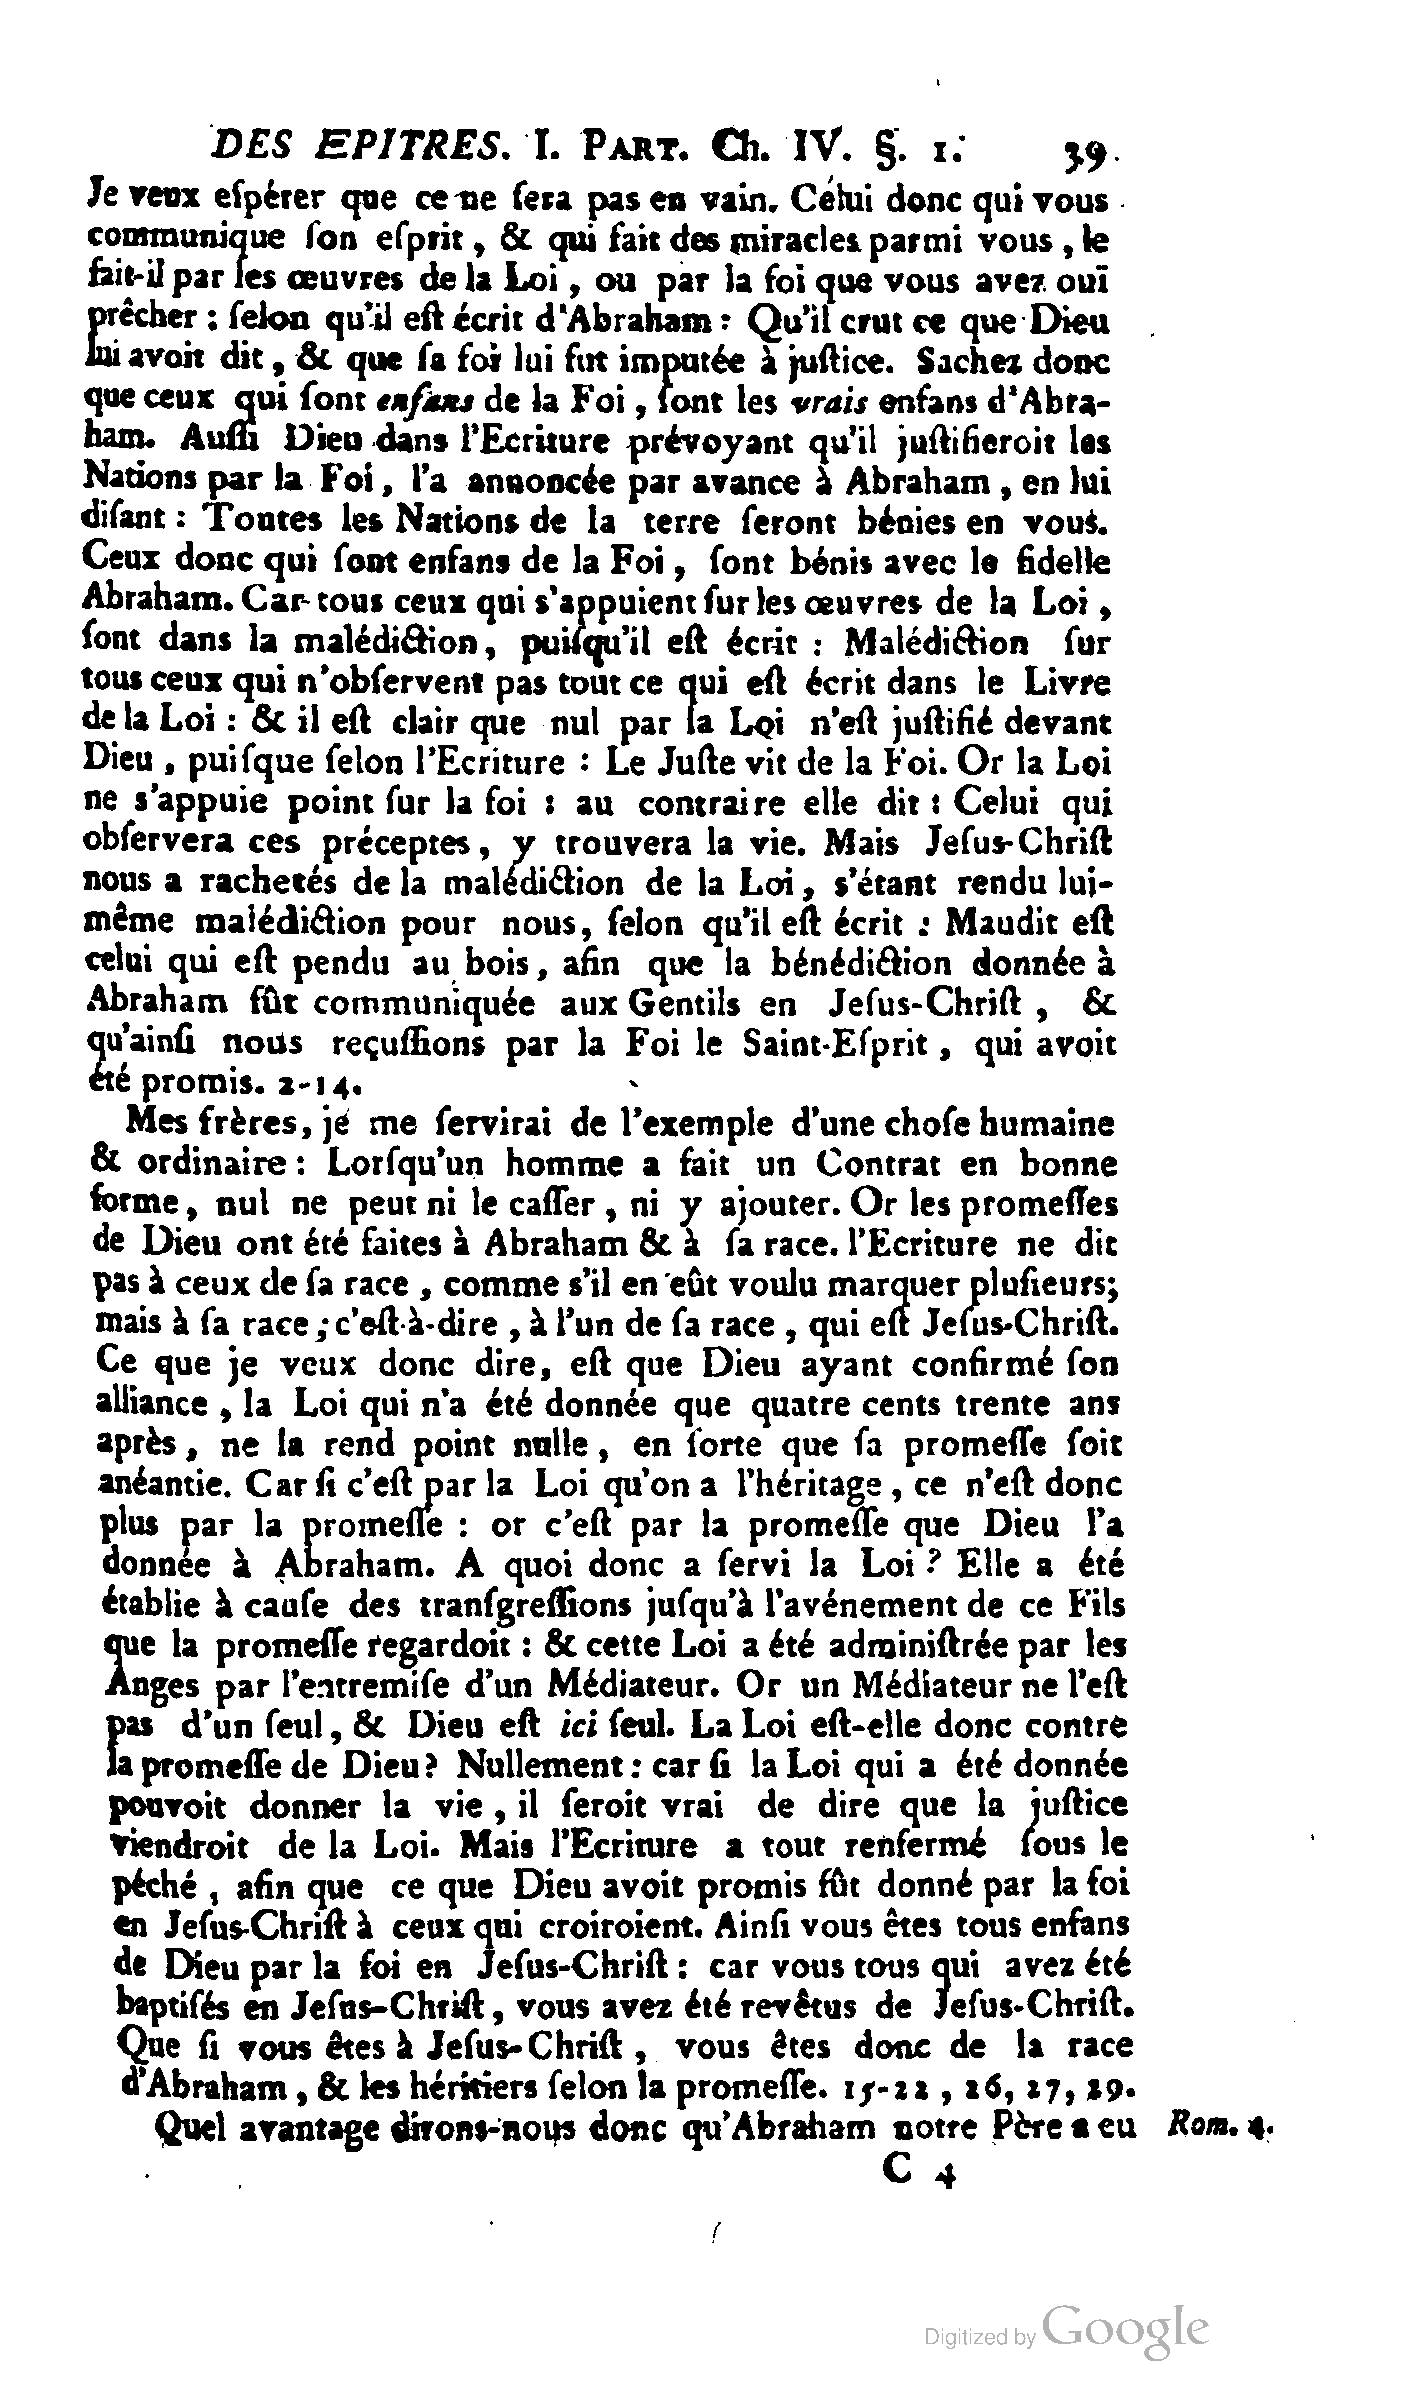 DES EPITRES. I. PART. Ch. IV. §. 1. 39
Je veux eſpérer que ce ne ſera pas en vain. Célui donc qui vous
communique ſon eſprit, & qui fait des miracles parmi vous, le
fait-il par ſes œuvres de la Loi, ou par la foi que vous avez ouï
prêcher : ſelon qu'il eſt écrit d'Abraham : Qu'il crut ce que Dieu
lui avoit dit, & que ſa foi lui fut imputée à juſtice. Sachez donc
que ceux qui ſont enfans de la Foi, ſont les vrais enfans d'Abra-
ham. Auſſi Dieu dans l'Ecriture prévoyant qu'il juſtifieroit les
Nations par la Foi, l'a annoncée par avance à Abraham, en lui
diſant : Toutes les Nations de la terre ſeront bénies en vous.
Ceux donc qui ſont enfans de la Foi, ſont bénis avec le fidelle
Abraham. Car tous ceux qui s'appuient ſur les œuvres de la Loi,
ſont dans la malédiction, puiſqu'il eſt écrit : Malédiction ſur
tous ceux qui n'obſervent pas tout ce qui eſt écrit dans le Livre
de la Loi : & il eſt clair que nul par la Loi n'eſt juſtifié devant
Dieu, puiſque ſelon l'Ecriture : Le Juſte vit de la Foi. Or la Loi
ne s'appuie point ſur la foi : au contraire elle dit : Celui qui
obſervera ces préceptes, y trouvera la vie. Mais Jeſus-Chriſt
nous a rachetés de la malédiction de la Loi, s'étant rendu lui-
même malédiction pour nous, ſelon qu'il eſt écrit : Maudit eſt
celui qui eſt pendu au bois, afin que la bénédiction donnée à
Abraham fût communiquée aux Gentils en Jeſus-Chriſt, &
qu'ainſi nous reçuſſions par la Foi le Saint-Eſprit, qui avoit
été promis. 2-14.
Mes frères, je me ſervirai de l'exemple d'une choſe humaine
& ordinaire : Lorſqu'un homme a fait un Contrat en bonne
forme, nul ne peut ni le caſſer, ni y ajouter. Or les promeſſes
de Dieu ont été faites à Abraham & à ſa race. l'Ecriture ne dit
pas à ceux de ſa race, comme s'il en eût voulu marquer pluſieurs;
mais à ſa race; c'eſt-à-dire, à l'un de ſa race, qui eſt Jeſus-Chriſt.
Ce que je veux donc dire, eſt que Dieu ayant confirmé ſon
alliance, la Loi qui n'a été donnée que quatre cents trente ans
après, ne la rend point nulle, en ſorte que ſa promeſſe ſoit
anéantie. Car ſi c'eſt par la Loi qu'on a l'héritage, ce n'eſt donc
plus par la promeſſe : or c'eſt par la promeſſe que Dieu l'a
donnée à Abraham. A quoi donc a ſervi la Loi ? Elle a été
établie à cauſe des tranſgreſſions juſqu'à l'avénement de ce Fils
que la promeſſe regardoit : & cette Loi a été adminiſtrée par les
Anges par l'entremiſe d'un Médiateur. Or un Médiateur ne l'eſt
pas d'un ſeul, & Dieu eſt ici ſeul. La Loi eſt-elle donc contre
la promeſſe de Dieu? Nullement : car ſi la Loi qui a été donnée
pouvoit donner la vie, il ſeroit vrai de dire que la juſtice
viendroit de la Loi. Mais l'Ecriture a tout renfermé ſous le
péché, afin que ce que Dieu avoit promis fût donné par la foi
en Jeſus-Chriſt à ceux qui croiroient. Ainſi vous êtes tous enfans
de Dieu par la foi en Jeſus-Chriſt : car vous tous qui avez été
baptiſés en Jeſus-Chriſt, vous avez été revêtus de Jeſus-Chriſt.
Que ſi vous êtes à Jeſus-Chriſt, vous êtes donc de la race
d'Abraham, & les héritiers ſelon la promeſſe. 15-22, 26, 27, 29.
Quel avantage dirons-nous donc qu'Abraham notre Père a eu Rom. 4.
C 4
Digitized by Google